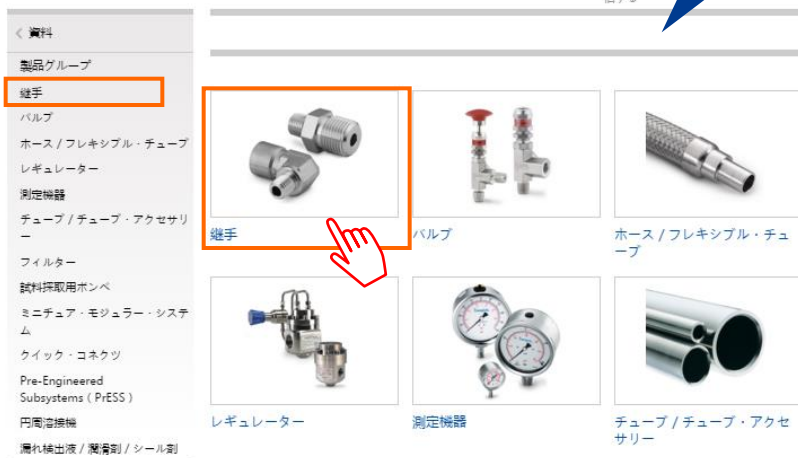 資料
製品グループ
継手
バルブ
ホース / フレキシブル・チューブ
レギュレーター
測定機器
チューブ / チューブ・アクセサリ
ー
フィルター
試料採取用ボンベ
ミニチュア・モジュラー・システ
ム
クイック・コネクツ
Pre-Engineered
Subsystems ( PrESS )
円周溶接機
漏れ検出液 / 潤滑剤 / シール剤
継手
バルブ
ホース / フレキシブル・チュ
ーブ
レギュレーター
測定機器
チューブ / チューブ・アクセ
サリー